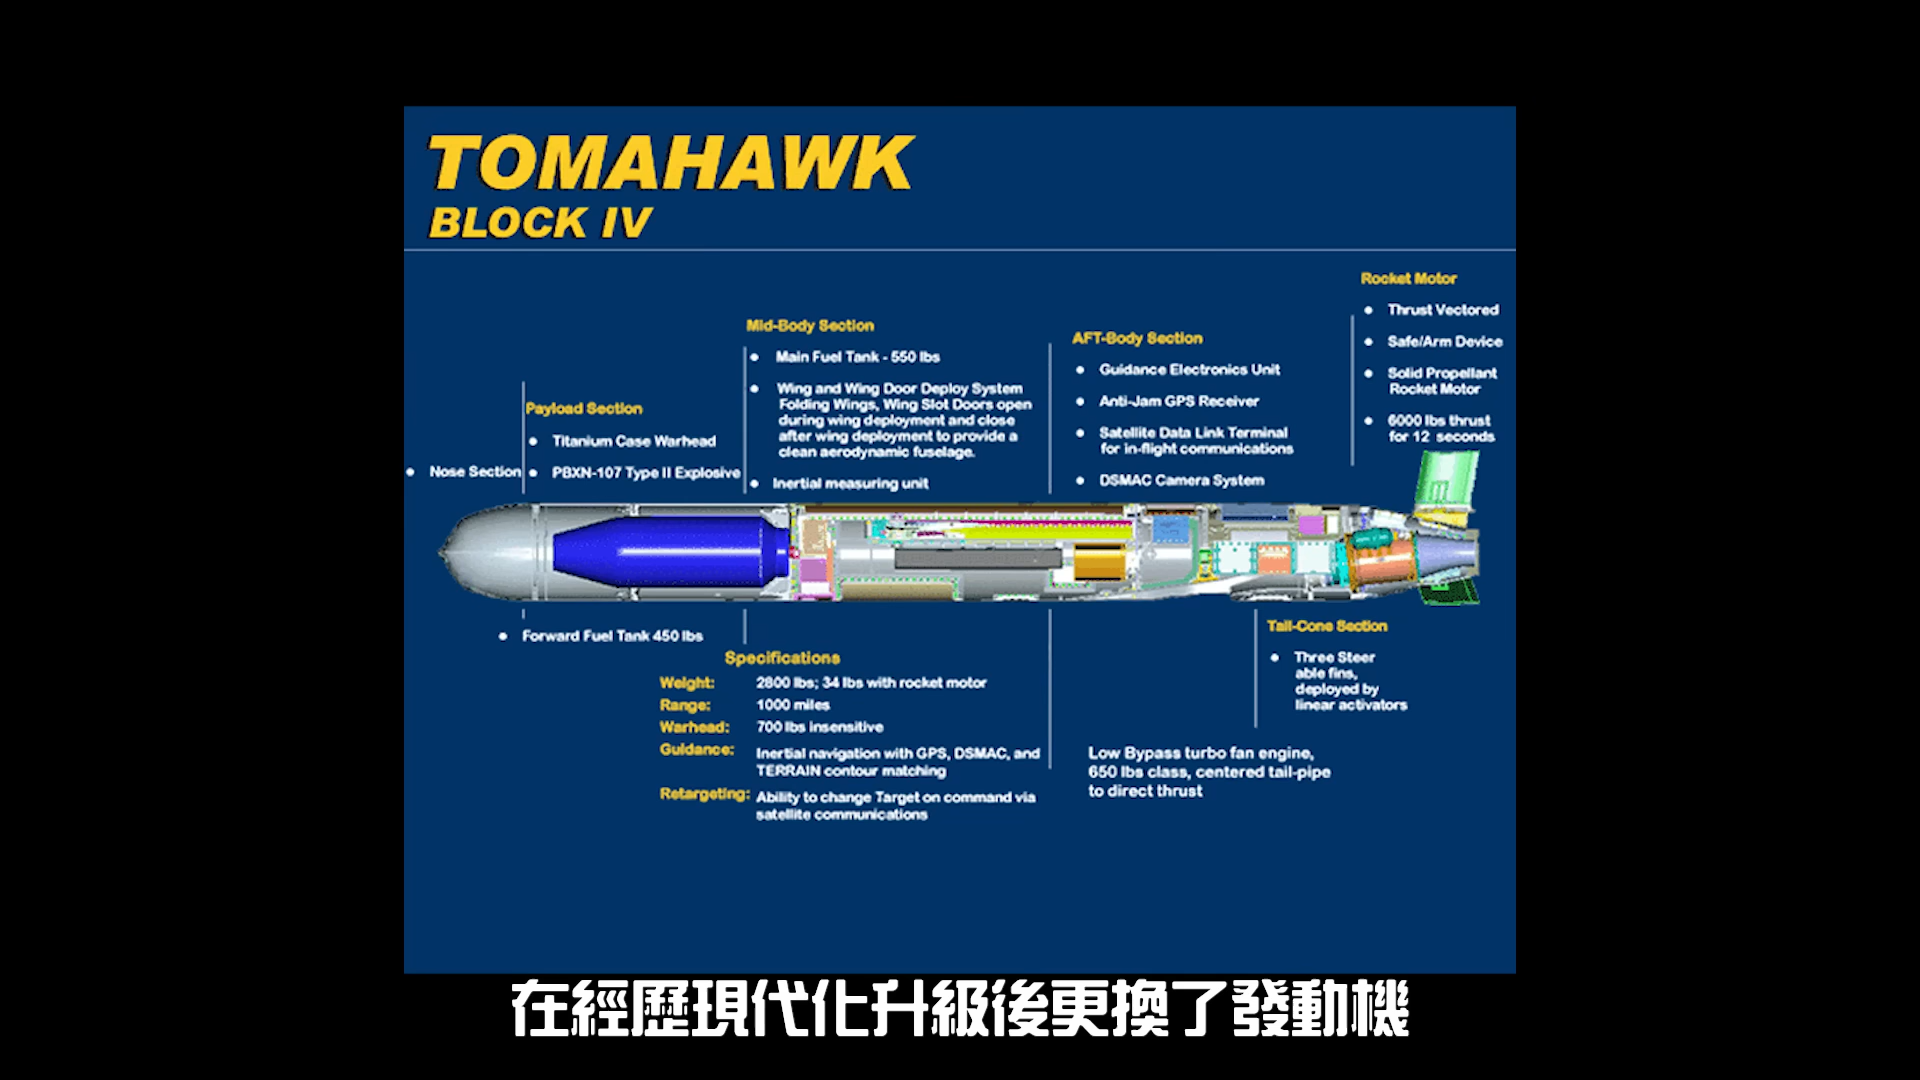 TOMAHAWK
BLOCK IV
Rocket Motor
Thrust Vectored
Safe/Arm Device
Solid Propellant
Rocket Motor
6000 lbs thrust
for 12 seconds
Mid-Body Section
Main Fuel Tank - 550 lbs
Wing and Wing Door Deploy System
Folding Wings, Wing Slot Doors open
during wing deployment and close
after wing deployment to provide a
clean aerodynamic fuselage.
Inertial measuring unit
AFT-Body Section
Guidance Electronics Unit
Anti-Jam GPS Receiver
Satellite Data Link Terminal
for in-flight communications
DSMAC Camera System
Payload Section
Titanium Case Warhead
PBXN-107 Type II Explosive
Nose Section
Forward Fuel Tank 450 lbs
Specifications
Weight: 2800 lbs; 34 lbs with rocket motor
Range: 1000 miles
Warhead: 700 lbs insensitive
Guidance: Inertial navigation with GPS, DSMAC, and
TERRAIN contour matching
Retargeting: Ability to change Target on command via
satellite communications
Tail-Cone Section
Three Steer
able fins,
deployed by
linear activators
Low Bypass turbo fan engine,
650 lbs class, centered tail-pipe
to direct thrust
在經歷現代化升級後更換了發動機